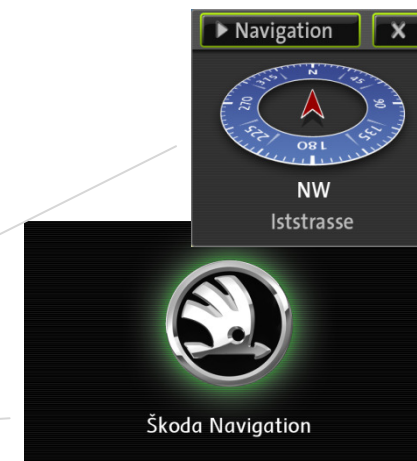 Navigation X
N
45
90
135
180
225
270
315
NW
Iststrasse
Škoda Navigation